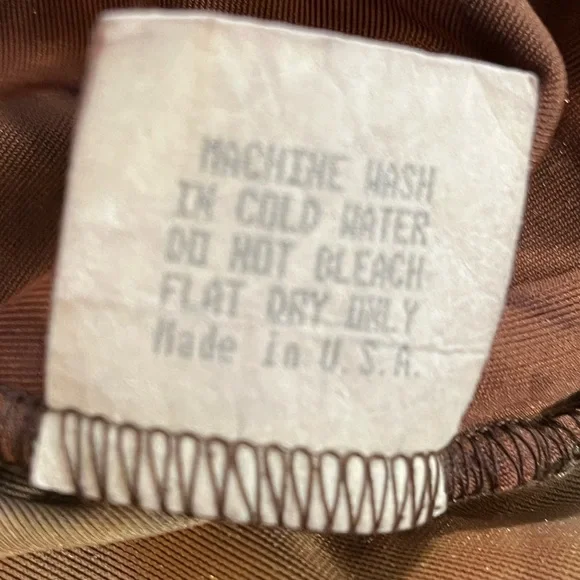 MACHINE WASH
IN COLD WATER
DO NOT BLEACH
FLAT DRY ONLY
Made in U.S.A.